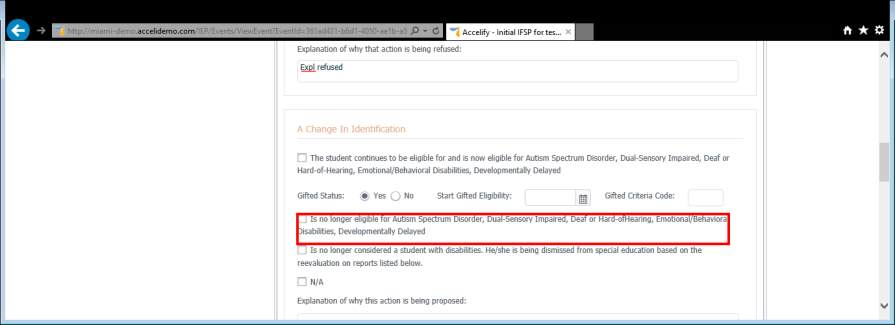 http://miami-demo.accelidemo.com/IEP/Events/ViewEvent?EventId=361ad421-b6d1-4050-ae1b-a5
Accelify - Initial IFSP for tes...
Explanation of why that action is being refused:
Expl refused
A Change In Identification
The student continues to be eligible for and is now eligible for Autism Spectrum Disorder, Dual-Sensory Impaired, Deaf or
Hard-of-Hearing, Emotional/Behavioral Disabilities, Developmentally Delayed
Gifted Status: Yes No Start Gifted Eligibility: Gifted Criteria Code:
Is no longer eligible for Autism Spectrum Disorder, Dual-Sensory Impaired, Deaf or Hard-ofHearing, Emotional/Behaviora
Disabilities, Developmentally Delayed
Is no longer considered a student with disabilities. He/she is being dismissed from special education based on the
reevaluation on reports listed below.
N/A
Explanation of why this action is being proposed: